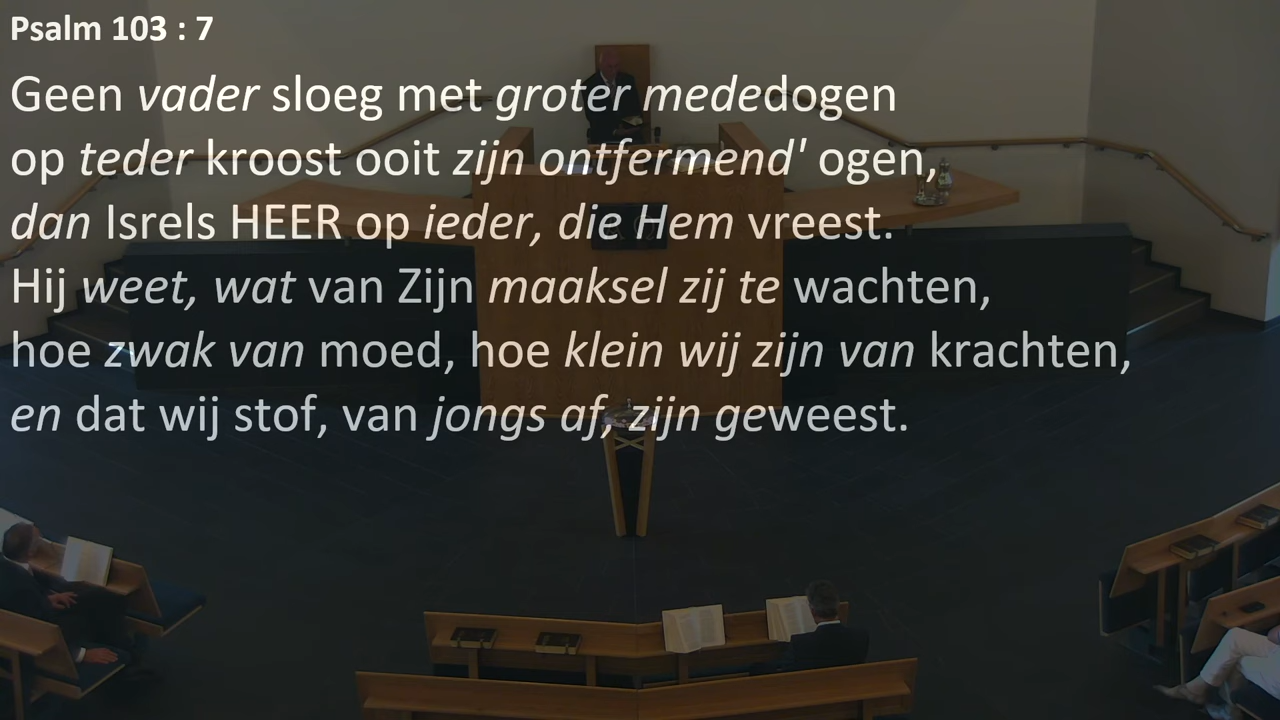 Psalm 103 : 7
Geen vader sloeg met groter mededogen
op teder kroost ooit zijn ontfermend' ogen,
dan Isrels HEER op ieder, die Hem vreest.
Hij weet, wat van Zijn maaksel zij te wachten,
hoe zwak van moed, hoe klein wij zijn van krachten,
en dat wij stof, van jongs af, zijn geweest.